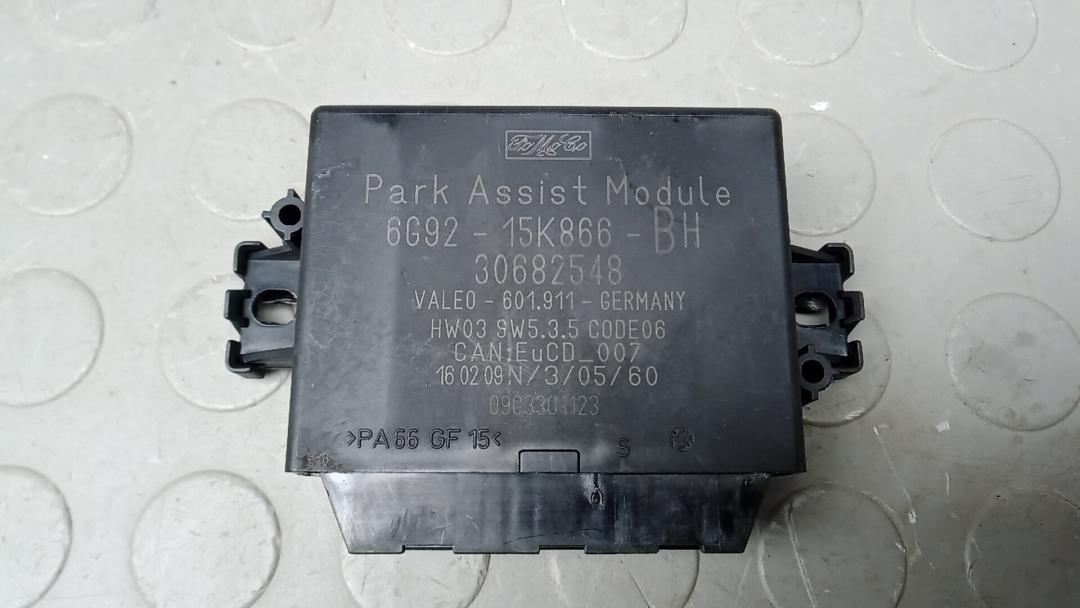 FoMoCo
Park Assist Module
6G92 - 15K866 - BH
30682548
VALEO - 601.911 - GERMANY
HW03 SW5.3.5 CODE06
CAN:EuCD_007
16 02 09 N/3/05/60
09C3301123
>PA66 GF 15<
S